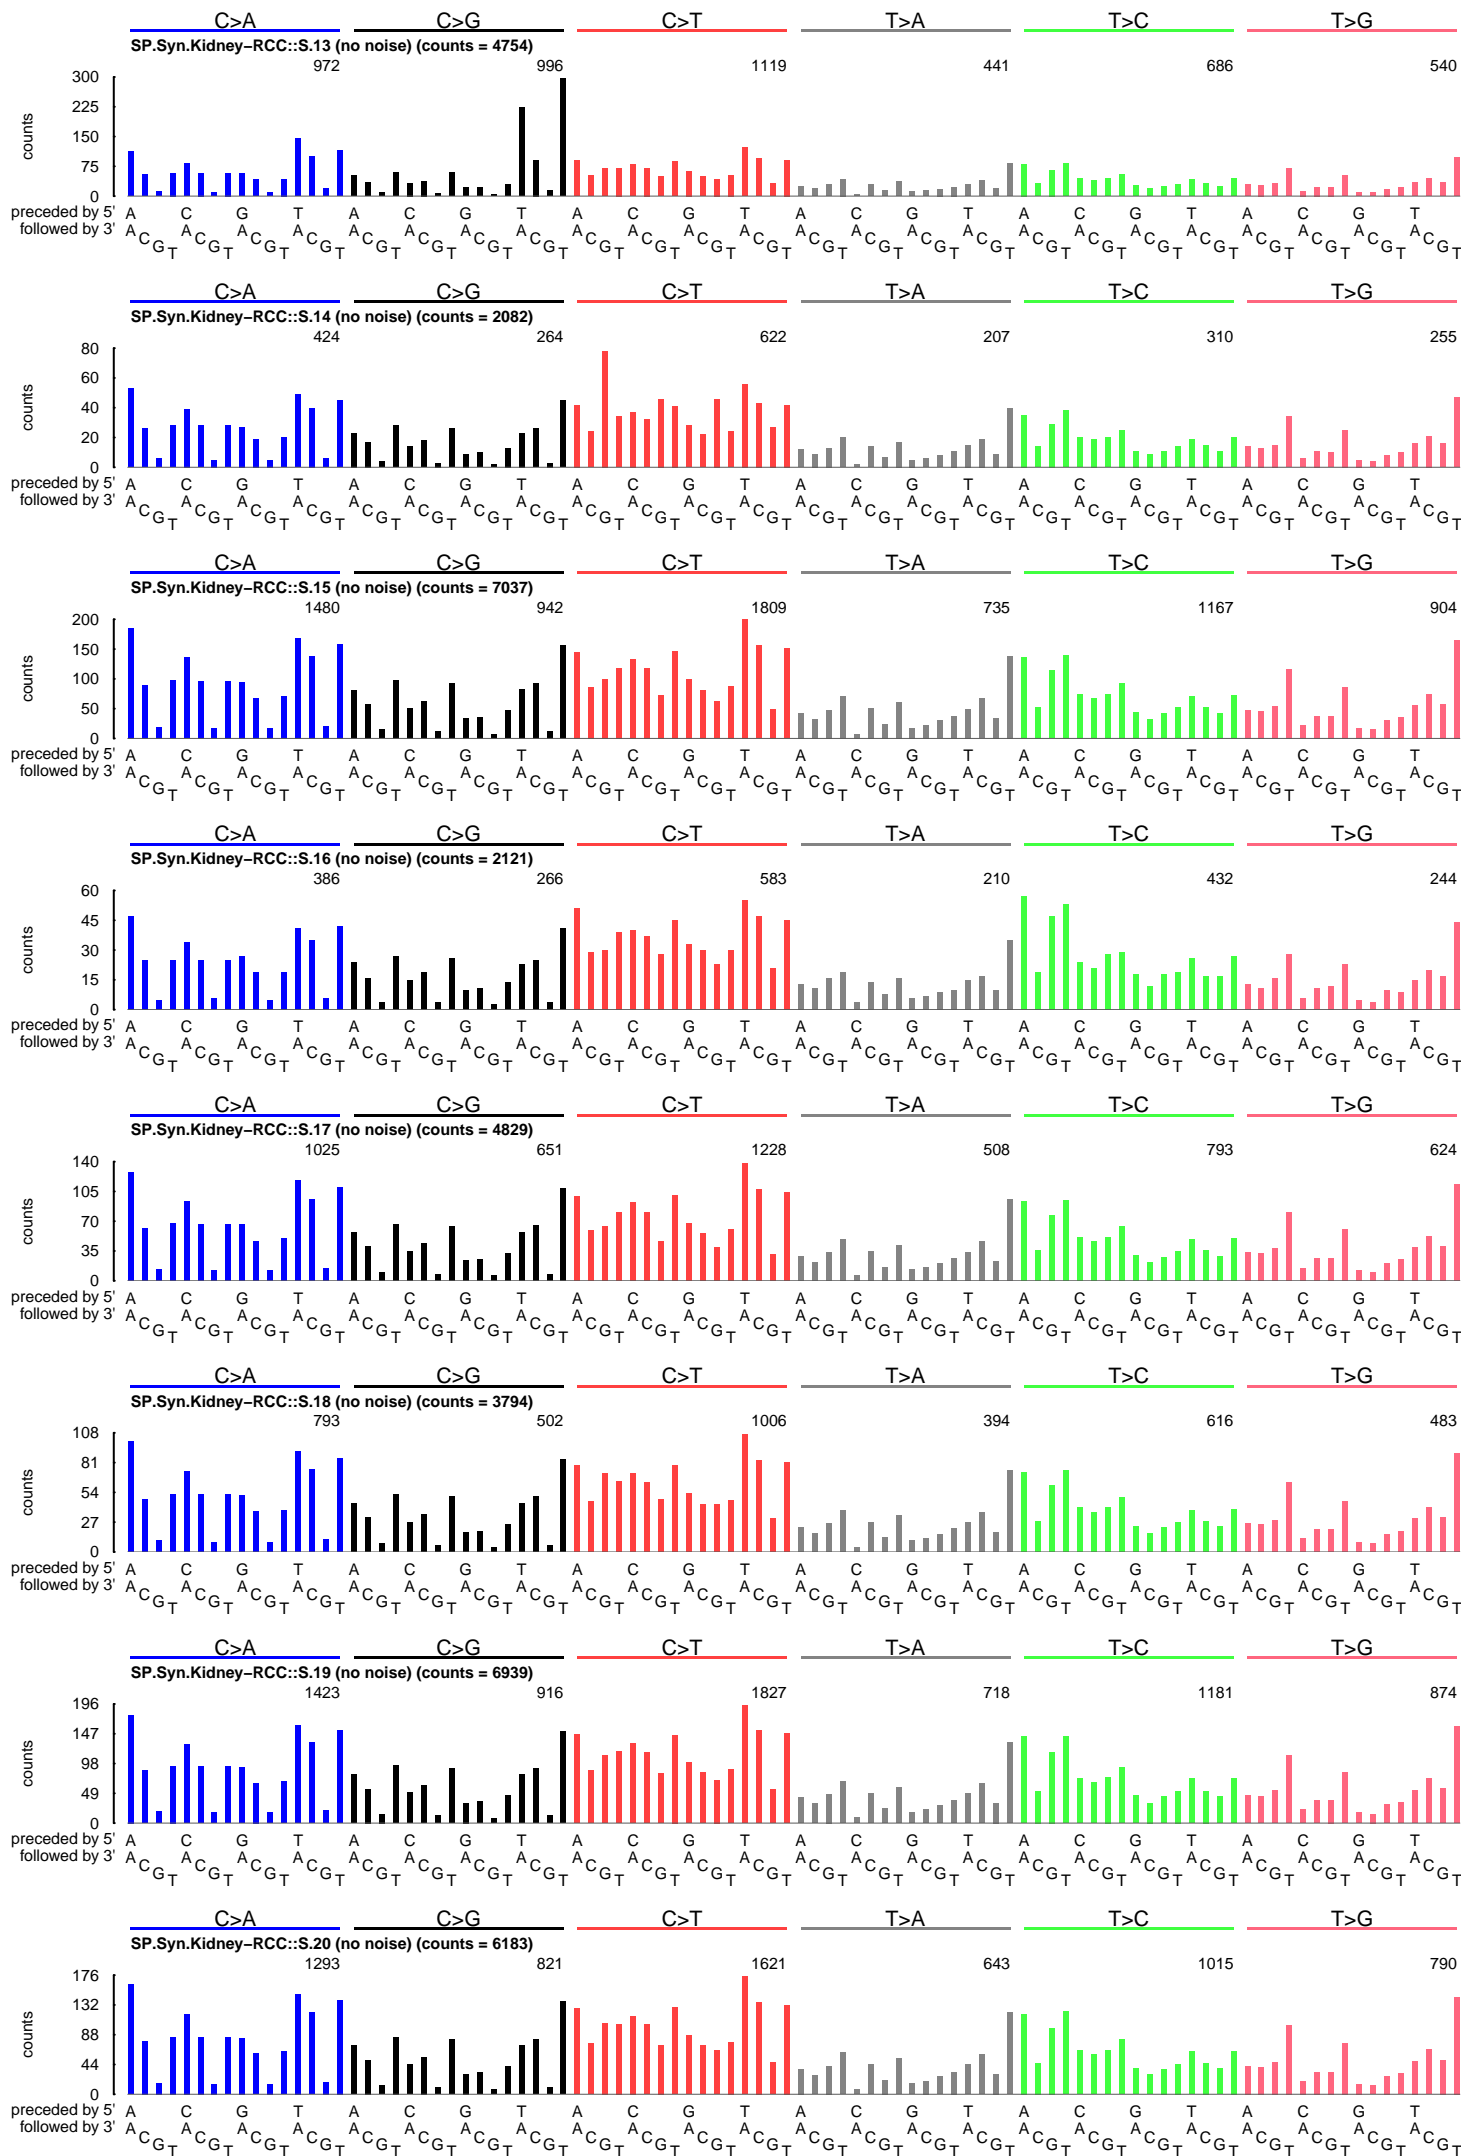 C>A C>G C>T T>A T>C T>G
SP.Syn.Kidney−RCC::S.13 (no noise) (counts = 4754)
972 996 1119 441 686 540
300
225
150
75
0
counts
preceded by 5' A C G T A C G T A C G T A C G T A C G T A C G T
followed by 3' A C G T A C G T A C G T A C G T A C G T A C G T A C G T A C G T A C G T A C G T A C G T A C G T A C G T A C G T A C G T A C G T A C G T A C G T A C G T A C G T A C G T A C G T A C G T A C G T
C>A C>G C>T T>A T>C T>G
SP.Syn.Kidney−RCC::S.14 (no noise) (counts = 2082)
424 264 622 207 310 255
80
60
40
20
0
counts
preceded by 5' A C G T A C G T A C G T A C G T A C G T A C G T
followed by 3' A C G T A C G T A C G T A C G T A C G T A C G T A C G T A C G T A C G T A C G T A C G T A C G T A C G T A C G T A C G T A C G T A C G T A C G T A C G T A C G T A C G T A C G T A C G T A C G T
C>A C>G C>T T>A T>C T>G
SP.Syn.Kidney−RCC::S.15 (no noise) (counts = 7037)
1480 942 1809 735 1167 904
200
150
100
50
0
counts
preceded by 5' A C G T A C G T A C G T A C G T A C G T A C G T
followed by 3' A C G T A C G T A C G T A C G T A C G T A C G T A C G T A C G T A C G T A C G T A C G T A C G T A C G T A C G T A C G T A C G T A C G T A C G T A C G T A C G T A C G T A C G T A C G T A C G T
C>A C>G C>T T>A T>C T>G
SP.Syn.Kidney−RCC::S.16 (no noise) (counts = 2121)
386 266 583 210 432 244
60
45
30
15
0
counts
preceded by 5' A C G T A C G T A C G T A C G T A C G T A C G T
followed by 3' A C G T A C G T A C G T A C G T A C G T A C G T A C G T A C G T A C G T A C G T A C G T A C G T A C G T A C G T A C G T A C G T A C G T A C G T A C G T A C G T A C G T A C G T A C G T A C G T
C>A C>G C>T T>A T>C T>G
SP.Syn.Kidney−RCC::S.17 (no noise) (counts = 4829)
1025 651 1228 508 793 624
140
105
70
35
0
counts
preceded by 5' A C G T A C G T A C G T A C G T A C G T A C G T
followed by 3' A C G T A C G T A C G T A C G T A C G T A C G T A C G T A C G T A C G T A C G T A C G T A C G T A C G T A C G T A C G T A C G T A C G T A C G T A C G T A C G T A C G T A C G T A C G T A C G T
C>A C>G C>T T>A T>C T>G
SP.Syn.Kidney−RCC::S.18 (no noise) (counts = 3794)
793 502 1006 394 616 483
108
81
54
27
0
counts
preceded by 5' A C G T A C G T A C G T A C G T A C G T A C G T
followed by 3' A C G T A C G T A C G T A C G T A C G T A C G T A C G T A C G T A C G T A C G T A C G T A C G T A C G T A C G T A C G T A C G T A C G T A C G T A C G T A C G T A C G T A C G T A C G T A C G T
C>A C>G C>T T>A T>C T>G
SP.Syn.Kidney−RCC::S.19 (no noise) (counts = 6939)
1423 916 1827 718 1181 874
196
147
98
49
0
counts
preceded by 5' A C G T A C G T A C G T A C G T A C G T A C G T
followed by 3' A C G T A C G T A C G T A C G T A C G T A C G T A C G T A C G T A C G T A C G T A C G T A C G T A C G T A C G T A C G T A C G T A C G T A C G T A C G T A C G T A C G T A C G T A C G T A C G T
C>A C>G C>T T>A T>C T>G
SP.Syn.Kidney−RCC::S.20 (no noise) (counts = 6183)
1293 821 1621 643 1015 790
176
132
88
44
0
counts
preceded by 5' A C G T A C G T A C G T A C G T A C G T A C G T
followed by 3' A C G T A C G T A C G T A C G T A C G T A C G T A C G T A C G T A C G T A C G T A C G T A C G T A C G T A C G T A C G T A C G T A C G T A C G T A C G T A C G T A C G T A C G T A C G T A C G T